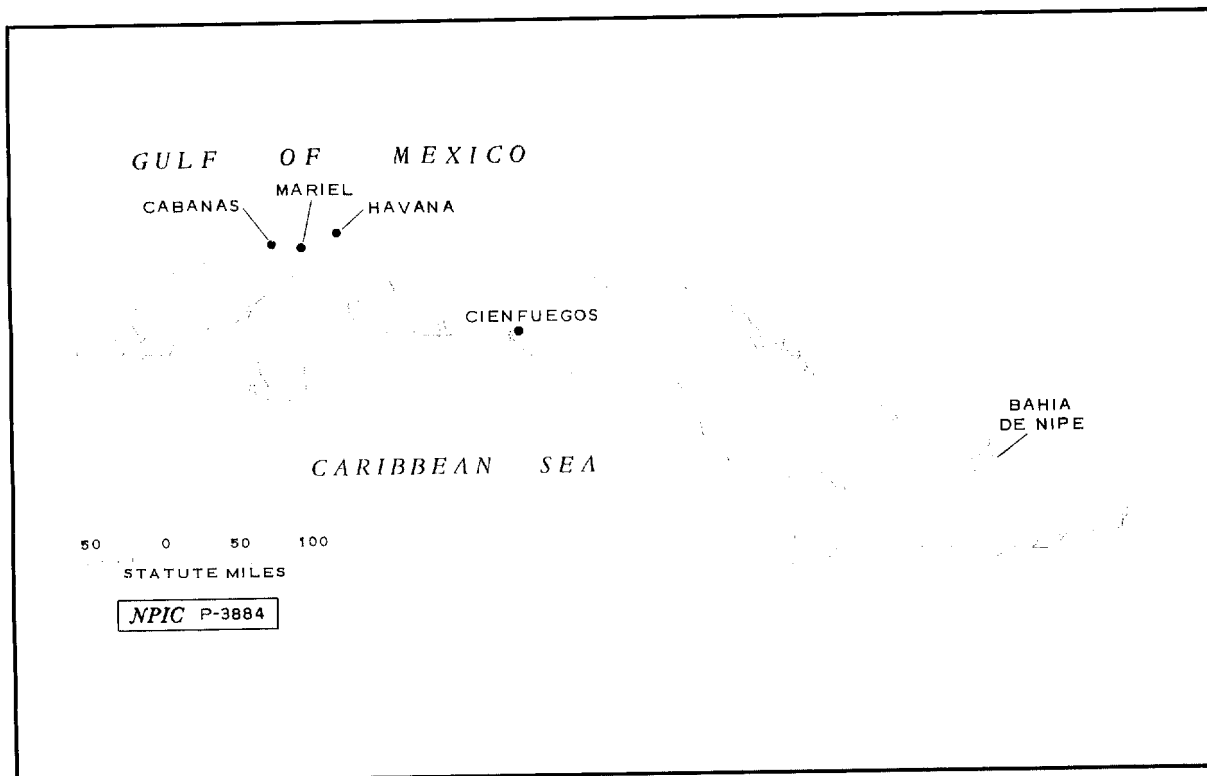 GULF OF MEXICO
MARIEL
CABANAS
HAVANA
CIENFUEGOS
BAHIA
DE NIPE
CARIBBEAN SEA
50 0 50 100
STATUTE MILES
NPIC P-3884